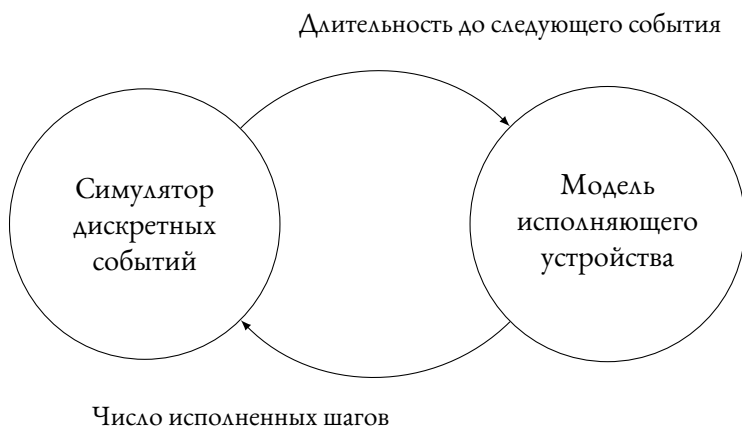 Длительность до следующего события
Симулятор
дискретных
событий
Модель
исполняющего
устройства
Число исполненных шагов